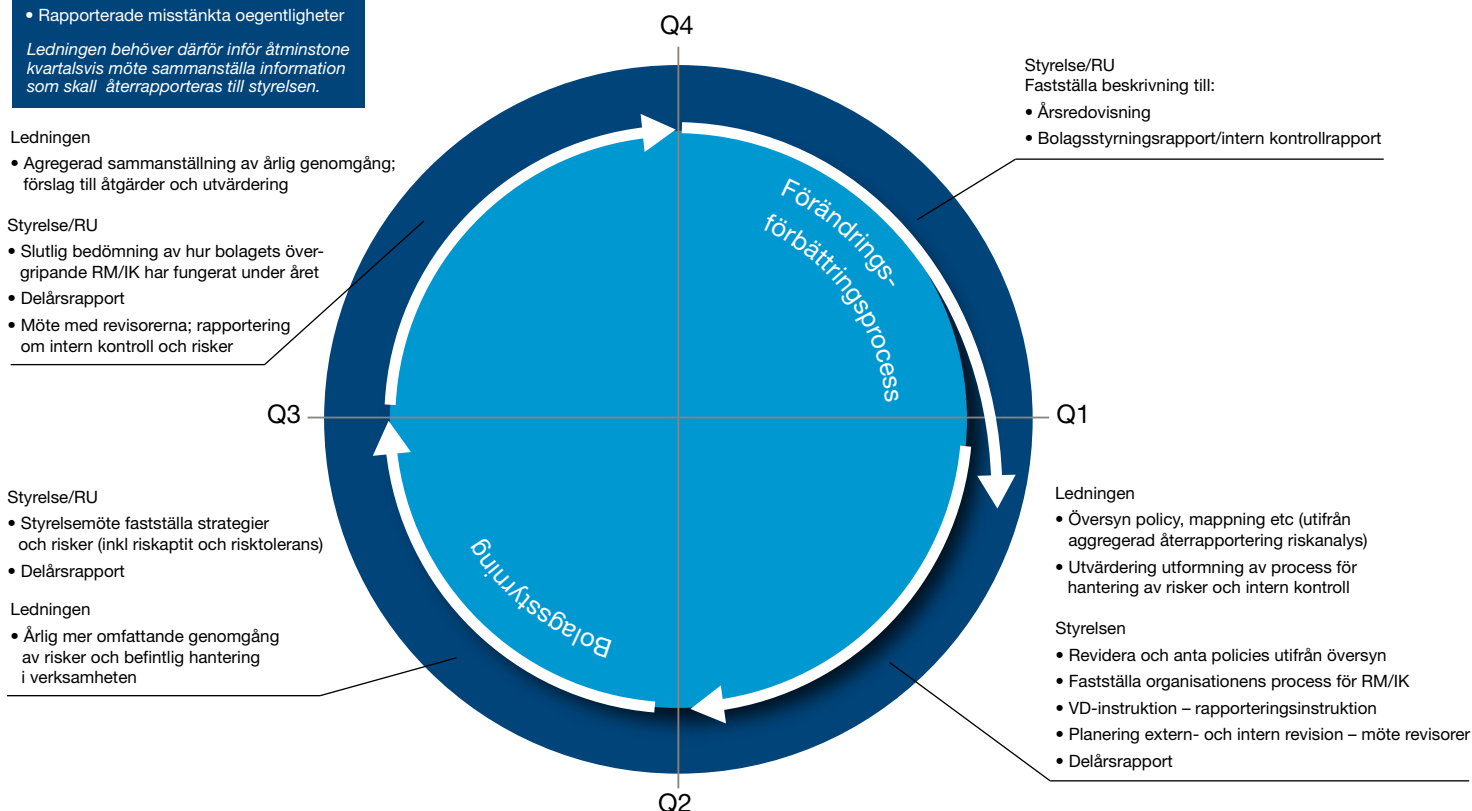 • Rapporterade misstänkta oegentligheter
Ledningen behöver därför inför åtminstone
kvartalsvis möte sammanställa information
som skall återrapporteras till styrelsen.
Ledningen
• Agregerad sammanställning av årlig genomgång;
förslag till åtgärder och utvärdering
Styrelse/RU
• Slutlig bedömning av hur bolagets över-
gripande RM/IK har fungerat under året
• Delårsrapport
• Möte med revisorerna; rapportering
om intern kontroll och risker
Q4
Styrelse/RU
Fastställa beskrivning till:
• Årsredovisning
• Bolagsstyrningsrapport/intern kontrollrapport
Förändrings-
förbättringsprocess
Q3
Q1
Styrelse/RU
• Styrelsemöte fastställa strategier
och risker (inkl riskaptit och risktolerans)
• Delårsrapport
Ledningen
• Årlig mer omfattande genomgång
av risker och befintlig hantering
i verksamheten
Bolagsstyrning
Ledningen
• Översyn policy, mappning etc (utifrån
aggregerad återrapportering riskanalys)
• Utvärdering utformning av process för
hantering av risker och intern kontroll
Styrelsen
• Revidera och anta policies utifrån översyn
• Fastställa organisationens process för RM/IK
• VD-instruktion – rapporteringsinstruktion
• Planering extern- och intern revision – möte revisorer
• Delårsrapport
Q2